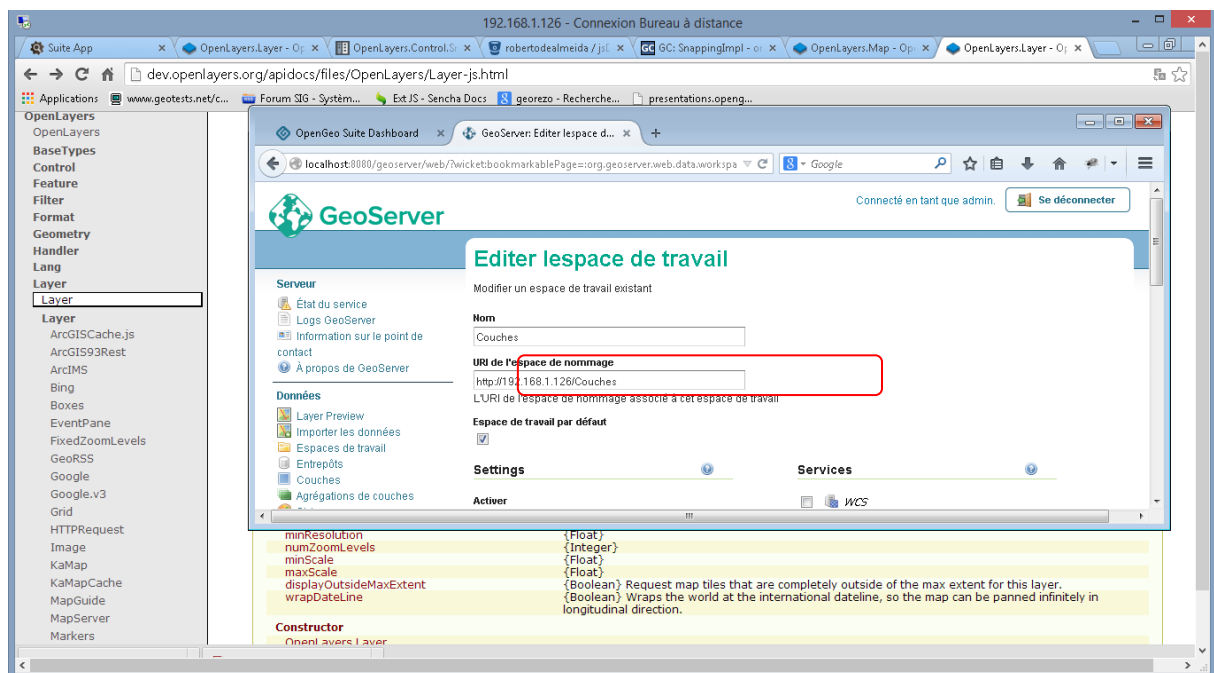 192.168.1.126 - Connexion Bureau à distance
Suite App
OpenLayers.Layer - Op
OpenLayers.Control.Sn
robertodealmeida / jsD
GC: SnappingImpl - or
OpenLayers.Map - Ope
OpenLayers.Layer - Op
dev.openlayers.org/apidocs/files/OpenLayers/Layer-js.html
Applications
www.geotests.net/c...
Forum SIG - Systèm...
Ext JS - Sencha Docs
georezo - Recherche...
presentations.openg...
OpenLayers
OpenLayers
BaseTypes
Control
Feature
Filter
Format
Geometry
Handler
Lang
Layer
Layer
Layer
ArcGISCache.js
ArcGIS93Rest
ArcIMS
Bing
Boxes
EventPane
FixedZoomLevels
GeoRSS
Google
Google.v3
Grid
HTTPRequest
Image
KaMap
KaMapCache
MapGuide
MapServer
Markers
OpenGeo Suite Dashboard
GeoServer: Editer lespace d...
localhost:8080/geoserver/web/?wicket:bookmarkablePage=:org.geoserver.web.data.workspa
Google
GeoServer
Connecté en tant que admin.
Se déconnecter
Serveur
État du service
Logs GeoServer
Information sur le point de
contact
A propos de GeoServer
Données
Layer Preview
Importer les données
Espaces de travail
Entrepôts
Couches
Agrégations de couches
Editer lespace de travail
Modifier un espace de travail existant
Nom
Couches
URI de l'espace de nommage
http://192.168.1.126/Couches
L'URI de l'espace de nommage associé à cet espace de travail
Espace de travail par défaut
Settings
Services
Activer
WCS
minResolution {Float}
numZoomLevels {Integer}
minScale {Float}
maxScale {Float}
displayOutsideMaxExtent {Boolean} Request map tiles that are completely outside of the max extent for this layer.
wrapDateLine {Boolean} Wraps the world at the international dateline, so the map can be panned infinitely in
longitudinal direction.
Constructor
OpenLayers.Layer